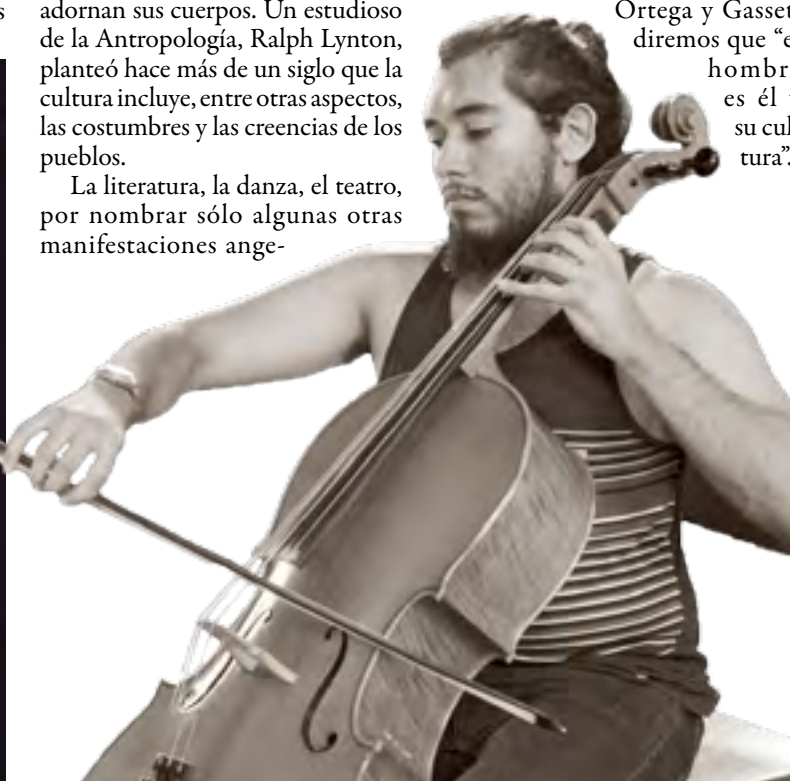 s
adornan sus cuerpos. Un estudioso
de la Antropología, Ralph Lynton,
planteó hace más de un siglo que la
cultura incluye, entre otras aspectos,
las costumbres y las creencias de los
pueblos.
La literatura, la danza, el teatro,
por nombrar sólo algunas otras
manifestaciones ange-
Ortega y Gasset
diremos que “e
hombr
es él
su cul
tura”.